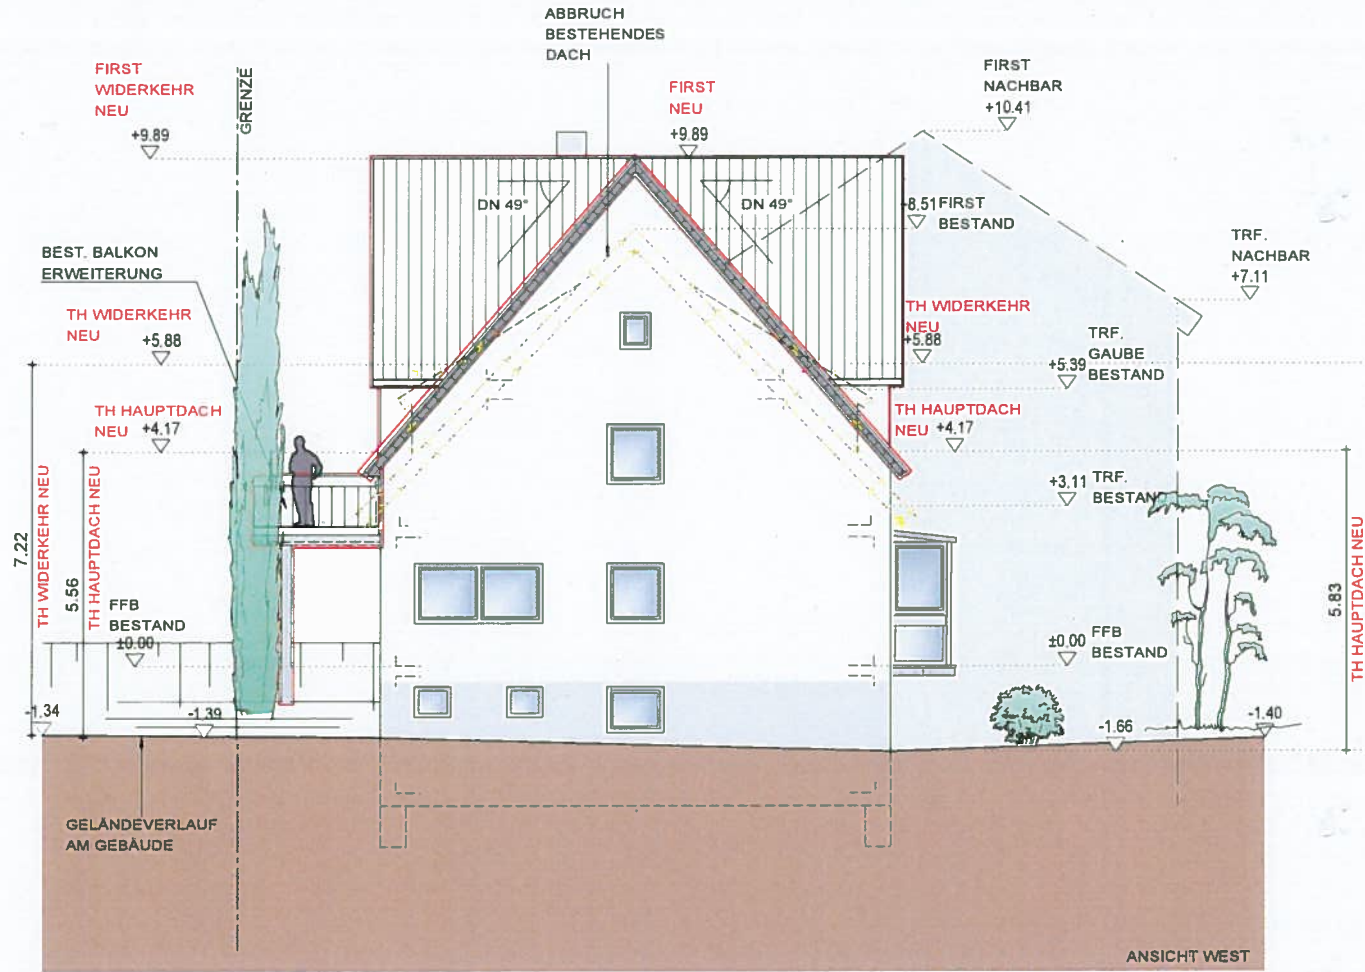 ABBRUCH
BESTEHENDES
DACH
FIRST
WIDERKEHR
NEU
+9.89
GRENZE
FIRST
NEU
+9.89
FIRST
NACHBAR
+10.41
DN 49°
DN 49°
+8.51 FIRST
BESTAND
TRF.
NACHBAR
+7.11
BEST. BALKON
ERWEITERUNG
TH WIDERKEHR
NEU +5.88
TH WIDERKEHR
NEU
+5.88
TRF.
GAUBE
+5.39 BESTAND
TH HAUPTDACH
NEU +4.17
TH HAUPTDACH
NEU +4.17
+3.11 TRF.
BESTAND
7.22
TH WIDERKEHR NEU
5.56
TH HAUPTDACH NEU
5.83
TH HAUPTDACH NEU
FFB
BESTAND
±0.00
±0.00 FFB
BESTAND
-1.34
-1.39
-1.66
-1.40
GELÄNDEVERLAUF
AM GEBÄUDE
ANSICHT WEST